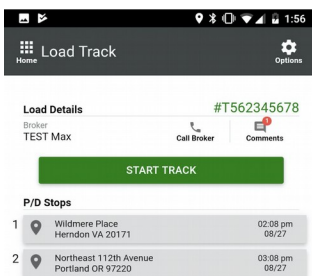 1:56
Home Load Track Options
Load Details #T562345678
Broker
TEST Max
Call Broker Comments
1
START TRACK
P/D Stops
1 Wildmere Place 02:08 pm
Herndon VA 20171 08/27
2 Northeast 112th Avenue 03:08 pm
Portland OR 97220 08/27